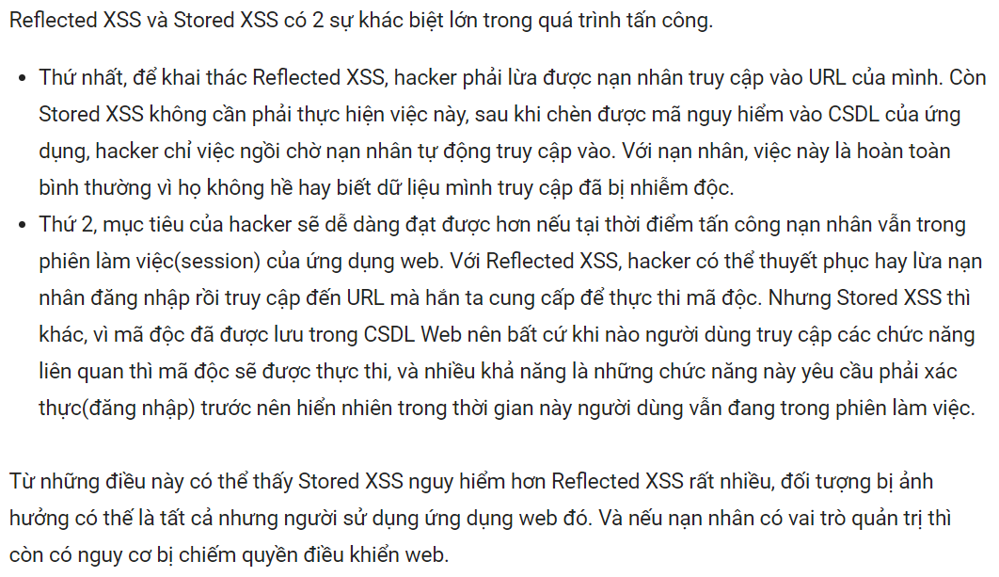 Reflected XSS và Stored XSS có 2 sự khác biệt lớn trong quá trình tấn công.
• Thứ nhất, để khai thác Reflected XSS, hacker phải lừa được nạn nhân truy cập vào URL của mình. Còn
Stored XSS không cần phải thực hiện việc này, sau khi chèn được mã nguy hiểm vào CSDL của ứng
dụng, hacker chỉ việc ngồi chờ nạn nhân tự động truy cập vào. Với nạn nhân, việc này là hoàn toàn
bình thường vì họ không hề hay biết dữ liệu mình truy cập đã bị nhiễm độc.
• Thứ 2, mục tiêu của hacker sẽ dễ dàng đạt được hơn nếu tại thời điểm tấn công nạn nhân vẫn trong
phiên làm việc(session) của ứng dụng web. Với Reflected XSS, hacker có thể thuyết phục hay lừa nạn
nhân đăng nhập rồi truy cập đến URL mà hắn ta cung cấp để thực thi mã độc. Nhưng Stored XSS thì
khác, vì mã độc đã được lưu trong CSDL Web nên bất cứ khi nào người dùng truy cập các chức năng
liên quan thì mã độc sẽ được thực thi, và nhiều khả năng là những chức năng này yêu cầu phải xác
thực(đăng nhập) trước nên hiển nhiên trong thời gian này người dùng vẫn đang trong phiên làm việc.
Từ những điều này có thể thấy Stored XSS nguy hiểm hơn Reflected XSS rất nhiều, đối tượng bị ảnh
hưởng có thế là tất cả nhưng người sử dụng ứng dụng web đó. Và nếu nạn nhân có vai trò quản trị thì
còn có nguy cơ bị chiếm quyền điều khiển web.